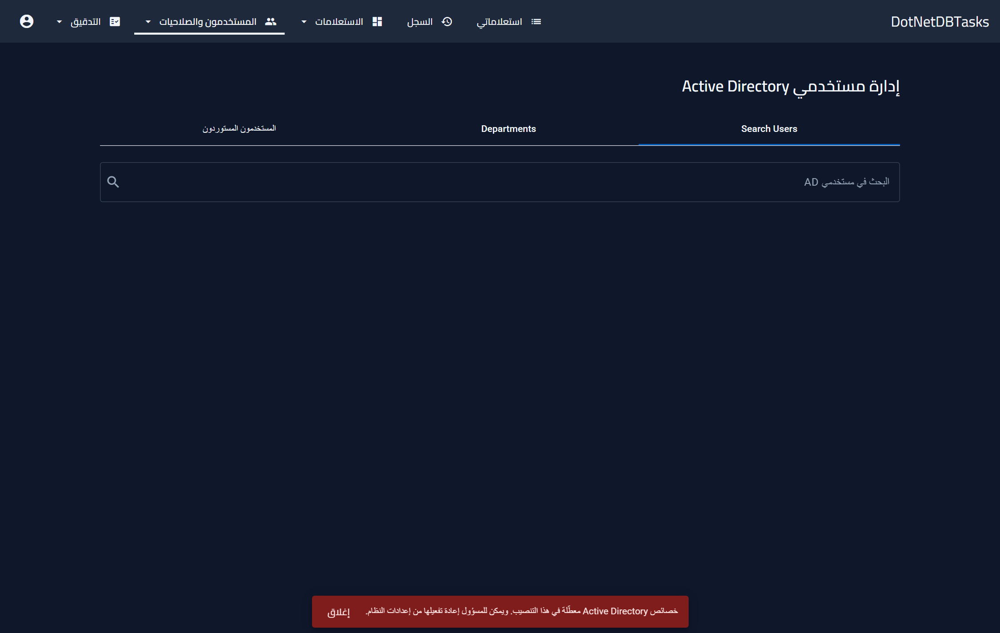 DotNetDBTasks
استعلاماتي
السجل
الاستعلامات
المستخدمون والصلاحيات
التدقيق
إدارة مستخدمي Active Directory
Search Users
Departments
المستخدمون المستوردون
البحث في مستخدمي AD
خصائص Active Directory معطّلة في هذا التنصيب. ويمكن للمسؤول إعادة تفعيلها من إعدادات النظام.
إغلاق